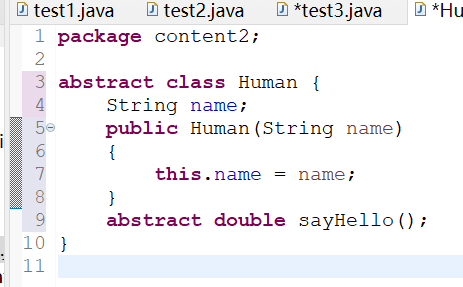 test1.java test2.java *test3.java *Hu
1 package content2;
2
3 abstract class Human {
4 String name;
5 public Human(String name)
6 {
7 this.name = name;
8 }
9 abstract double sayHello();
10 }
11